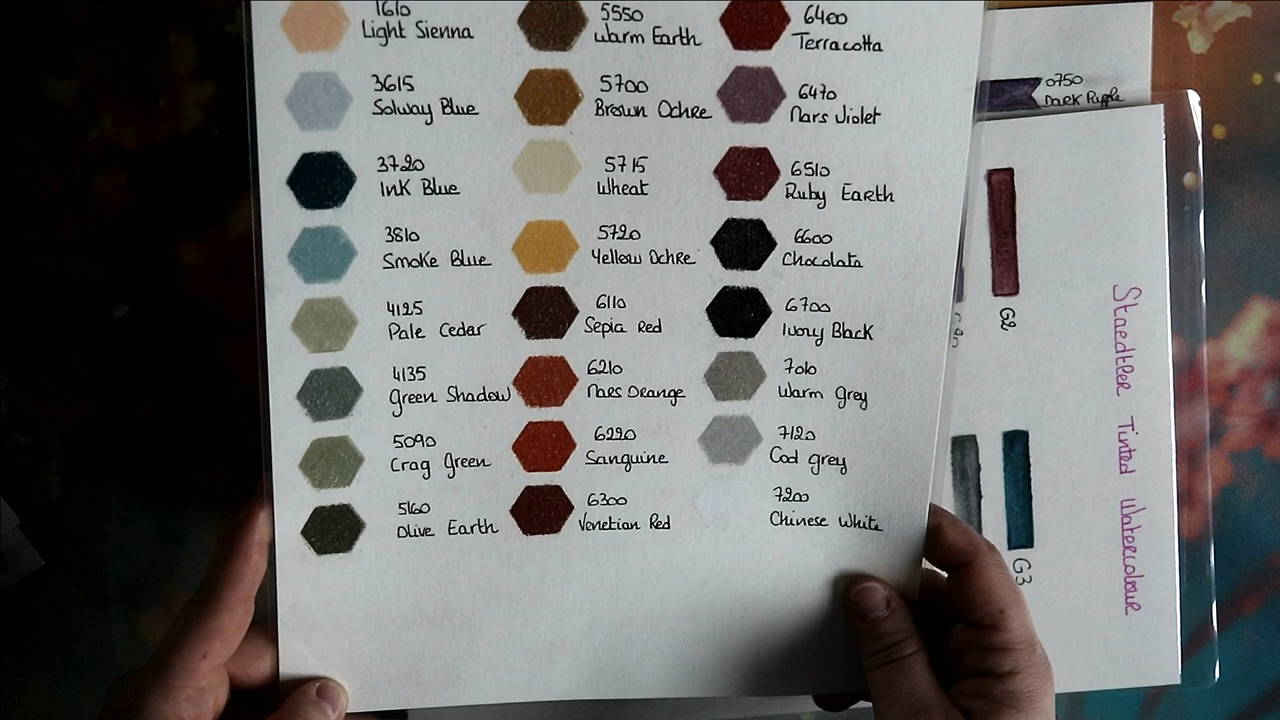 1610
Light Sienna
3615
Solway Blue
3720
Ink Blue
3810
Smoke Blue
4125
Pale Cedar
4135
Green Shadow
5090
Crag Green
5160
Olive Earth
5550
Warm Earth
5700
Brown Ochre
5715
Wheat
5720
Yellow Ochre
6110
Sepia Red
6210
Mars Orange
6220
Sanguine
6300
Venetian Red
6400
Terracotta
6470
Mars Violet
6510
Ruby Earth
6600
Chocolate
6700
Ivory Black
7010
Warm Grey
7120
Cool grey
7200
Chinese White
0750
Dark Purple
G2
G3
Staedtler Tinted Watercolour